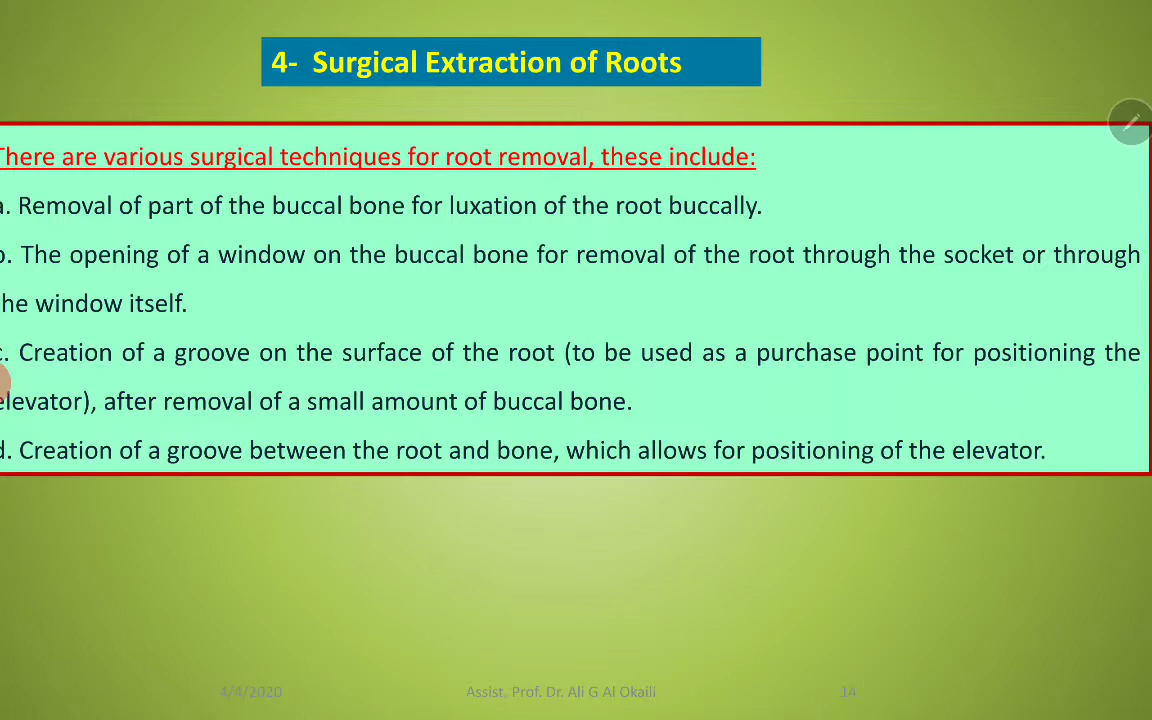 4- Surgical Extraction of Roots
There are various surgical techniques for root removal, these include:
a. Removal of part of the buccal bone for luxation of the root buccally.
b. The opening of a window on the buccal bone for removal of the root through the socket or through
the window itself.
c. Creation of a groove on the surface of the root (to be used as a purchase point for positioning the
elevator), after removal of a small amount of buccal bone.
d. Creation of a groove between the root and bone, which allows for positioning of the elevator.
4/4/2020 Assist. Prof. Dr. Ali G Al Okaili 14